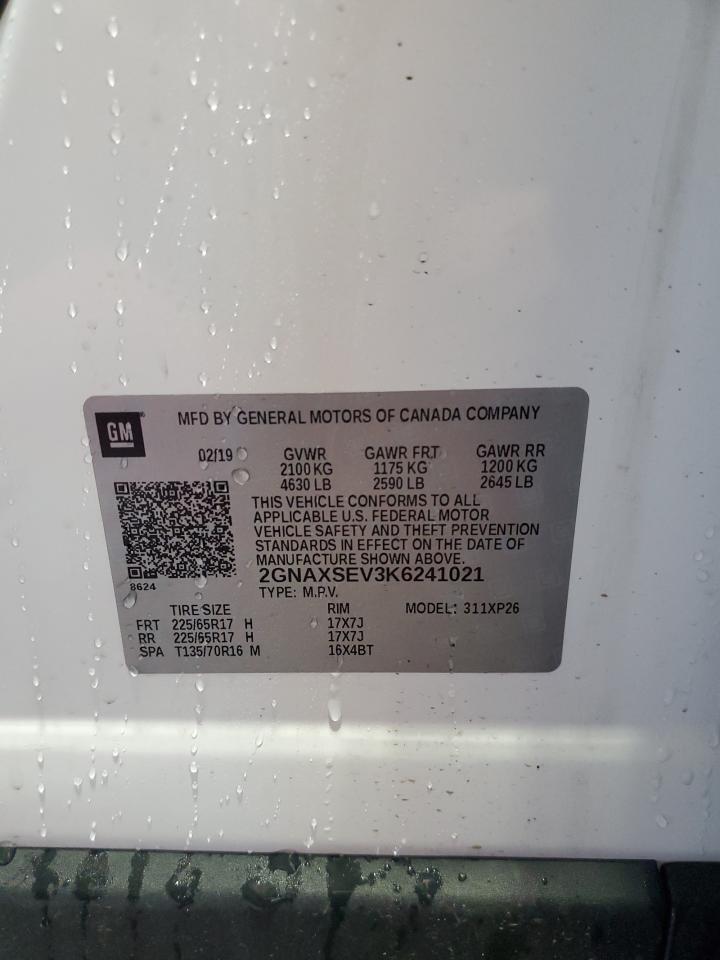 GM
MFD BY GENERAL MOTORS OF CANADA COMPANY
02/19 GVWR GAWR FRT GAWR RR
2100 KG 1175 KG 1200 KG
4630 LB 2590 LB 2645 LB
THIS VEHICLE CONFORMS TO ALL
APPLICABLE U.S. FEDERAL MOTOR
VEHICLE SAFETY AND THEFT PREVENTION
STANDARDS IN EFFECT ON THE DATE OF
MANUFACTURE SHOWN ABOVE.
8624 2GNAXSEV3K6241021
TYPE: M.P.V.
TIRE SIZE RIM MODEL: 311XP26
FRT 225/65R17 H 17X7J
RR 225/65R17 H 17X7J
SPA T135/70R16 M 16X4BT